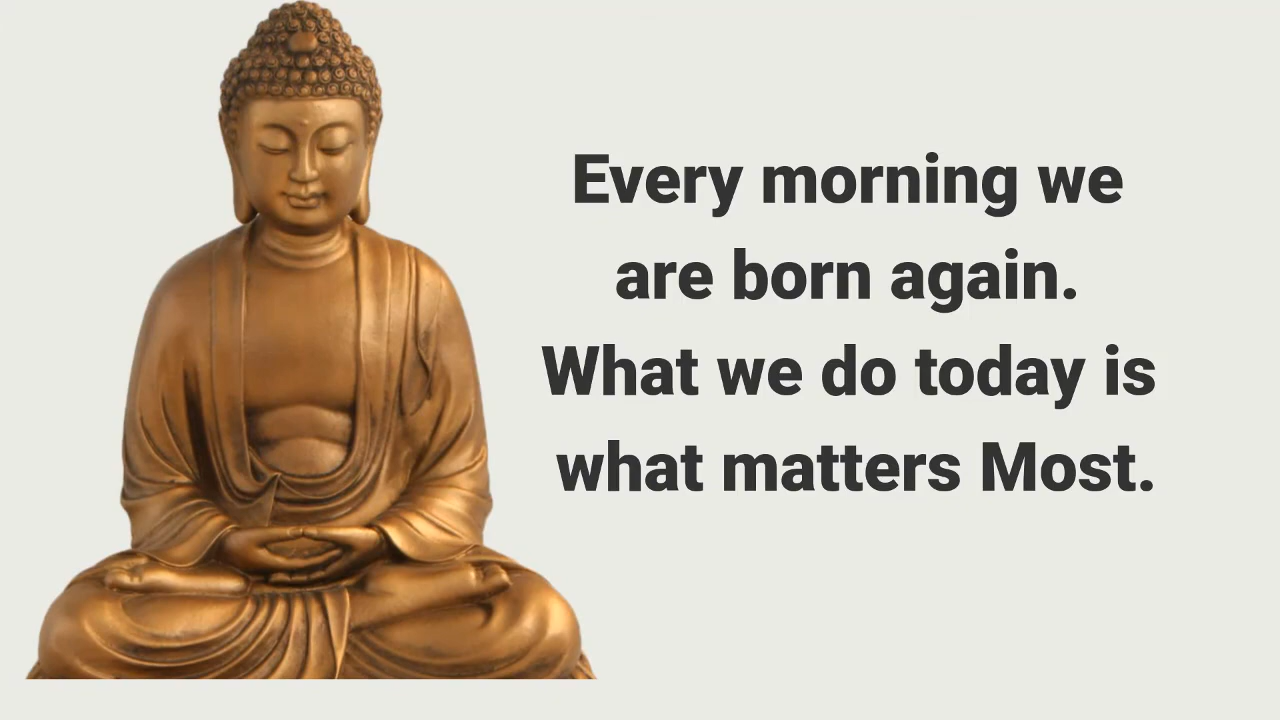 Every morning we
are born again.
What we do today is
what matters Most.